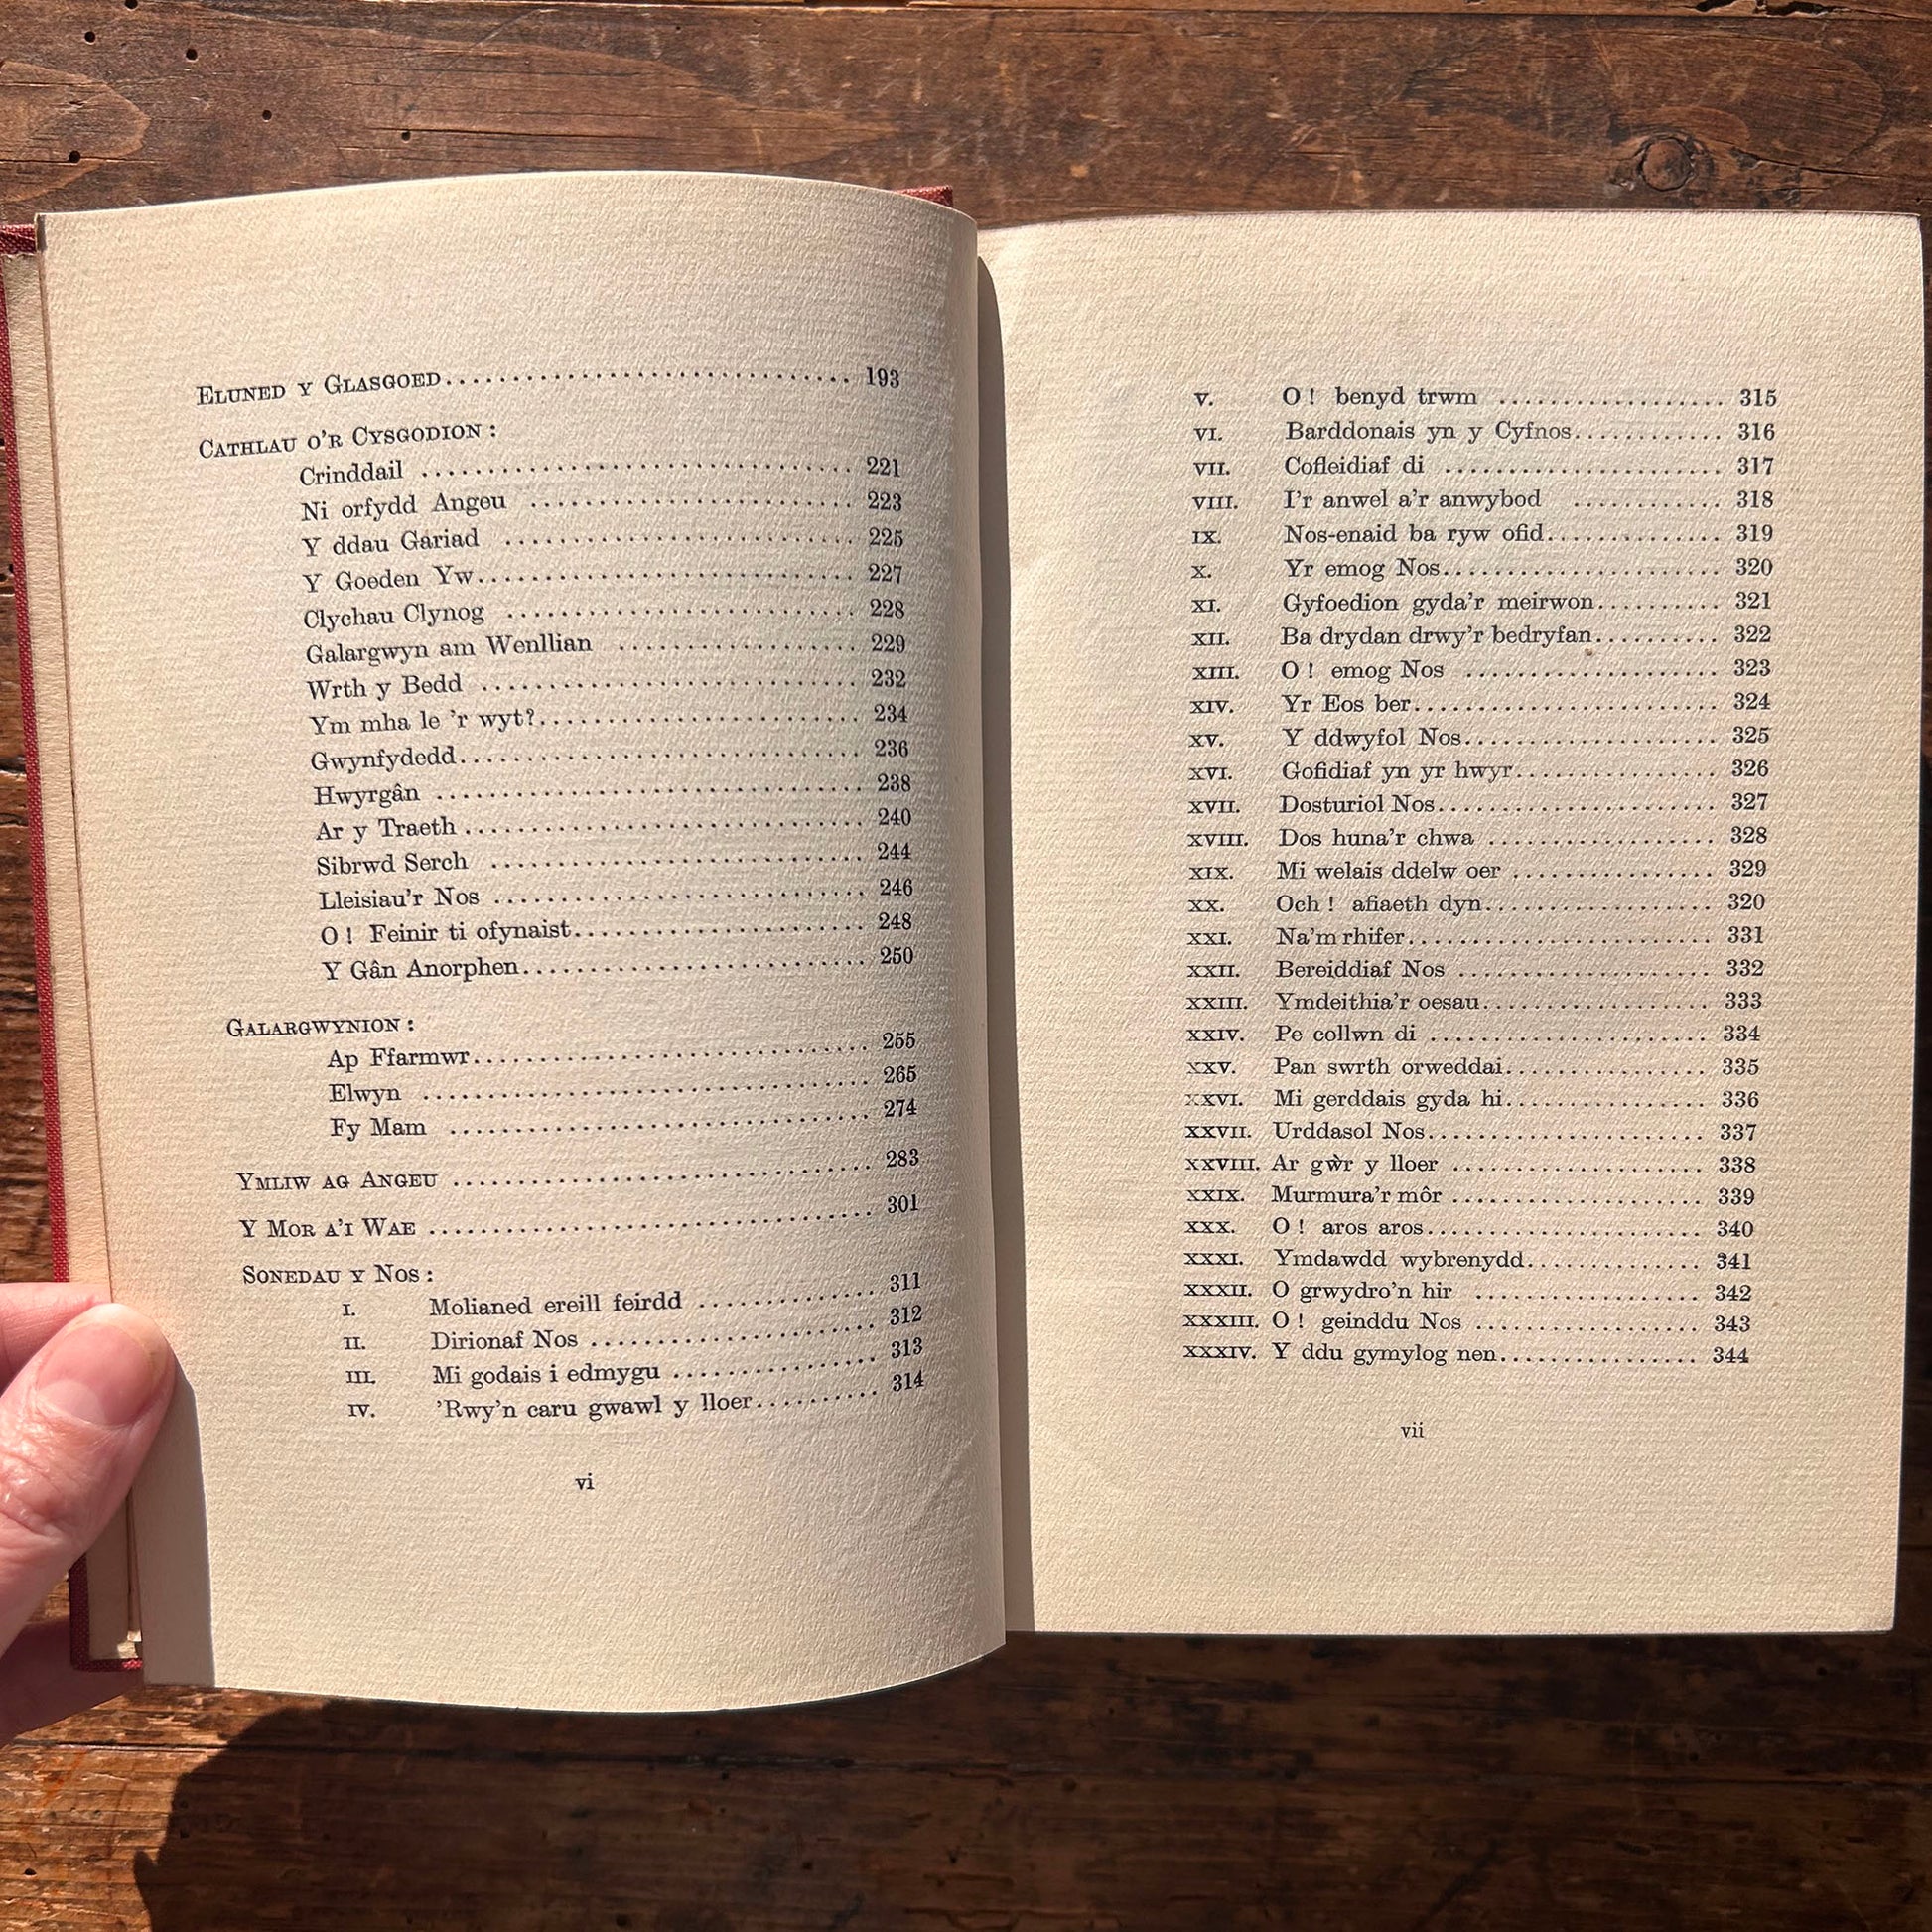 Eluned y Glasgoed........................................ 193
Cathlau o'r Cysgodion :
Crinddail ........................................ 221
Ni orfydd Angeu .............................. 223
Y ddau Gariad ................................ 225
Y Goeden Yw.................................. 227
Clychau Clynog ................................ 228
Galargwyn am Wenllian ..................... 229
Wrth y Bedd .................................. 232
Ym mha le 'r wyt?............................. 234
Gwynfydedd.................................... 236
Hwyrgân ...................................... 238
Ar y Traeth .................................... 240
Sibrwd Serch .................................. 244
Lleisiau'r Nos .................................. 246
O ! Feinir ti ofynaist.......................... 248
Y Gân Anorphen................................ 250
Galargwynion :
Ap Ffarmwr.................................... 255
Elwyn ........................................ 265
Fy Mam ...................................... 274
Ymliw ag Angeu .................................. 283
Y Mor a'i Wae .................................... 301
Sonedau y Nos :
I. Molianed ereill feirdd ................ 311
II. Dirionaf Nos .......................... 312
III. Mi godais i edmygu .................. 313
IV. 'Rwy'n caru gwawl y lloer.......... 314
vi
V. O ! benyd trwm .................... 315
VI. Barddonais yn y Cyfnos............ 316
VII. Cofleidiaf di ........................ 317
VIII. I'r anwel a'r anwybod ............ 318
IX. Nos-enaid ba ryw ofid.............. 319
X. Yr emog Nos........................ 320
XI. Gyfoedion gyda'r meirwon.......... 321
XII. Ba drydan drwy'r bedryfan.......... 322
XIII. O ! emog Nos ...................... 323
XIV. Yr Eos ber.......................... 324
XV. Y ddwyfol Nos...................... 325
XVI. Gofidiaf yn yr hwyr................ 326
XVII. Dosturiol Nos........................ 327
XVIII. Dos huna'r chwa .................... 328
XIX. Mi welais ddelw oer ................ 329
XX. Och ! afiaeth dyn.................... 320
XXI. Na'm rhifer.......................... 331
XXII. Bereiddiaf Nos ...................... 332
XXIII. Ymdeithia'r oesau.................... 333
XXIV. Pe collwn di ........................ 334
XXV. Pan swrth orweddai.................. 335
XXVI. Mi gerddais gyda hi.................. 336
XXVII. Urddasol Nos........................ 337
XXVIII. Ar gẁr y lloer ...................... 338
XXIX. Murmura'r môr ...................... 339
XXX. O ! aros aros........................ 340
XXXI. Ymdawdd wybrenydd................ 341
XXXII. O grwydro'n hir .................... 342
XXXIII. O ! geinddu Nos .................... 343
XXXIV. Y ddu gymylog nen.................. 344
vii